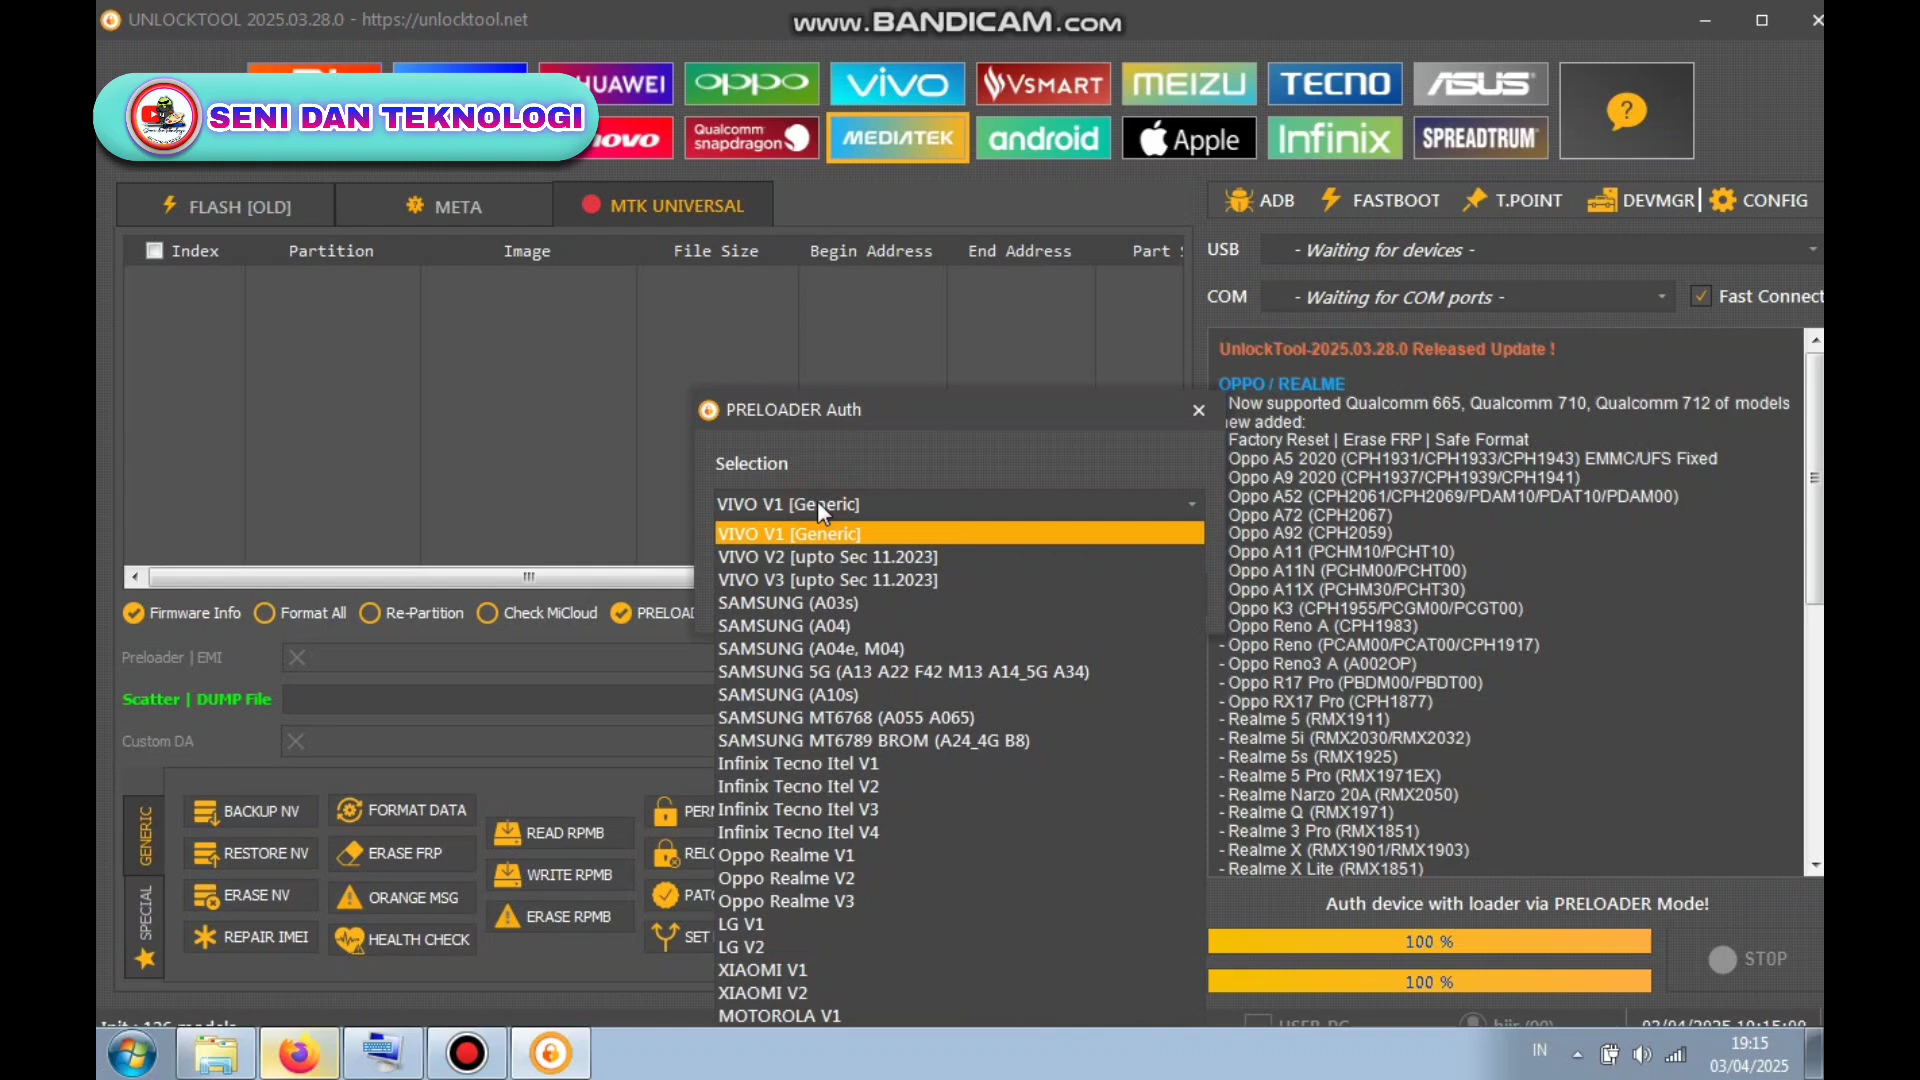 UNLOCKTOOL 2025.03.28.0 - https://unlocktool.net
www.BANDICAM.com
HUAWEI
oppo
vivo
VSMART
MEIZU
TECNO
ASUS
?
SENI DAN TEKNOLOGI
Qualcomm snapdragon
MEDIATEK
android
Apple
Infinix
SPREADTRUM
FLASH [OLD]
META
MTK UNIVERSAL
ADB
FASTBOOT
T.POINT
DEVMGR
CONFIG
Index
Partition
Image
File Size
Begin Address
End Address
Part
USB
- Waiting for devices -
COM
- Waiting for COM ports -
Fast Connect
UnlockTool-2025.03.28.0 Released Update !
OPPO / REALME
Now supported Qualcomm 665, Qualcomm 710, Qualcomm 712 of models
new added:
Factory Reset | Erase FRP | Safe Format
Oppo A5 2020 (CPH1931/CPH1933/CPH1943) EMMC/UFS Fixed
Oppo A9 2020 (CPH1937/CPH1939/CPH1941)
Oppo A52 (CPH2061/CPH2069/PDAM10/PDAT10/PDAM00)
Oppo A72 (CPH2067)
Oppo A92 (CPH2059)
Oppo A11 (PCHM10/PCHT10)
Oppo A11N (PCHM00/PCHT00)
Oppo A11X (PCHM30/PCHT30)
Oppo K3 (CPH1955/PCGM00/PCGT00)
Oppo Reno A (CPH1983)
- Oppo Reno (PCAM00/PCAT00/CPH1917)
- Oppo Reno3 A (A002OP)
- Oppo R17 Pro (PBDM00/PBDT00)
- Oppo RX17 Pro (CPH1877)
- Realme 5 (RMX1911)
- Realme 5i (RMX2030/RMX2032)
- Realme 5s (RMX1925)
- Realme 5 Pro (RMX1971EX)
- Realme Narzo 20A (RMX2050)
- Realme Q (RMX1971)
- Realme 3 Pro (RMX1851)
- Realme X (RMX1901/RMX1903)
- Realme X Lite (RMX1851)
PRELOADER Auth
Selection
VIVO V1 [Generic]
VIVO V1 [Generic]
VIVO V2 [upto Sec 11.2023]
VIVO V3 [upto Sec 11.2023]
SAMSUNG (A03s)
SAMSUNG (A04)
SAMSUNG (A04e, M04)
SAMSUNG 5G (A13 A22 F42 M13 A14_5G A34)
SAMSUNG (A10s)
SAMSUNG MT6768 (A055 A065)
SAMSUNG MT6789 BROM (A24_4G B8)
Infinix Tecno Itel V1
Infinix Tecno Itel V2
Infinix Tecno Itel V3
Infinix Tecno Itel V4
Oppo Realme V1
Oppo Realme V2
Oppo Realme V3
LG V1
LG V2
XIAOMI V1
XIAOMI V2
MOTOROLA V1
Firmware Info
Format All
Re-Partition
Check MiCloud
Preloader | EMI
Scatter | DUMP File
Custom DA
GENERIC
SPECIAL
BACKUP NV
FORMAT DATA
READ RPMB
RESTORE NV
ERASE FRP
WRITE RPMB
ERASE NV
ORANGE MSG
ERASE RPMB
REPAIR IMEI
HEALTH CHECK
SET
Auth device with loader via PRELOADER Mode!
100 %
100 %
STOP
IN
19:15
03/04/2025